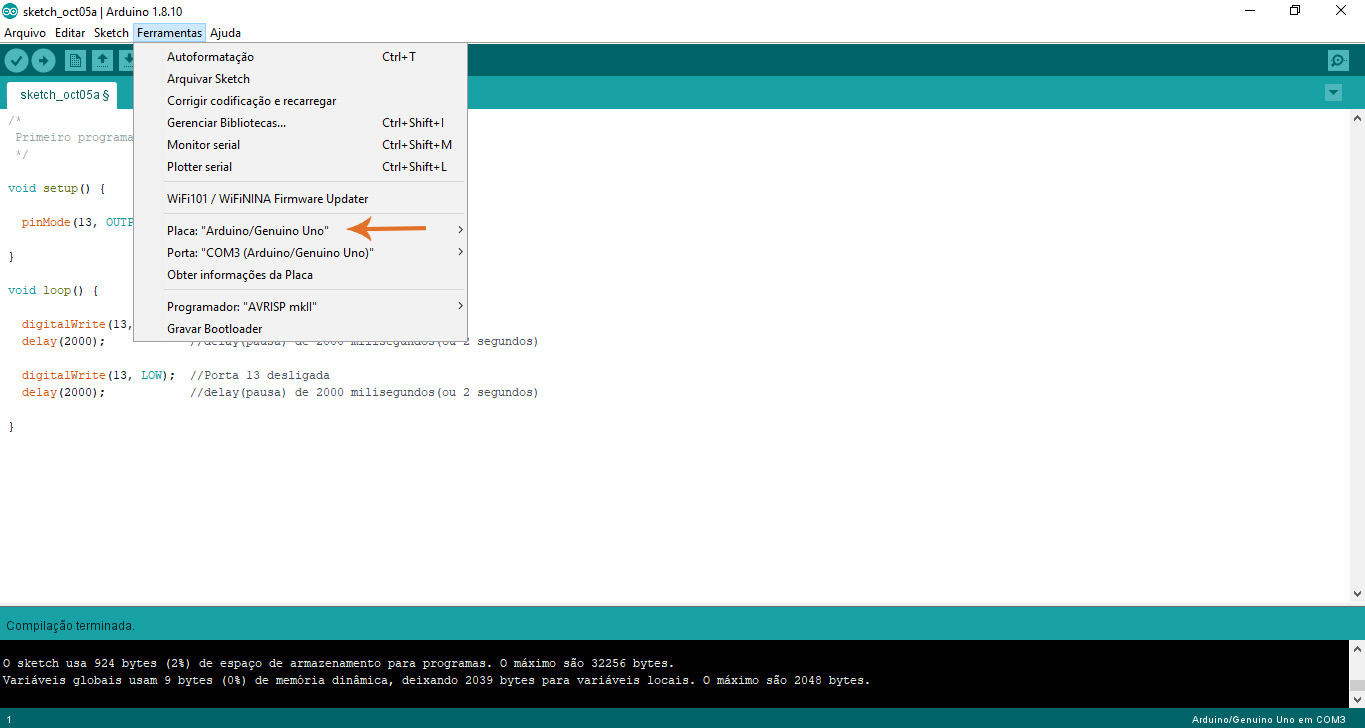 sketch_oct05a | Arduino 1.8.10
Arquivo Editar Sketch Ferramentas Ajuda
Autoformatação Ctrl+T
Arquivar Sketch
Corrigir codificação e recarregar
Gerenciar Bibliotecas... Ctrl+Shift+I
Monitor serial Ctrl+Shift+M
Plotter serial Ctrl+Shift+L
WiFi101 / WiFiNINA Firmware Updater
Placa: "Arduino/Genuino Uno"
Porta: "COM3 (Arduino/Genuino Uno)"
Obter informações da Placa
Programador: "AVRISP mkII"
Gravar Bootloader
sketch_oct05a §
/*
Primeiro programa
*/
void setup() {
pinMode(13, OUTP
}
void loop() {
digitalWrite(13,
delay(2000); //delay(pausa) de 2000 milisegundos(ou 2 segundos)
digitalWrite(13, LOW); //Porta 13 desligada
delay(2000); //delay(pausa) de 2000 milisegundos(ou 2 segundos)
}
Compilação terminada.
O sketch usa 924 bytes (2%) de espaço de armazenamento para programas. O máximo são 32256 bytes.
Variáveis globais usam 9 bytes (0%) de memória dinâmica, deixando 2039 bytes para variáveis locais. O máximo são 2048 bytes.
1 Arduino/Genuino Uno em COM3